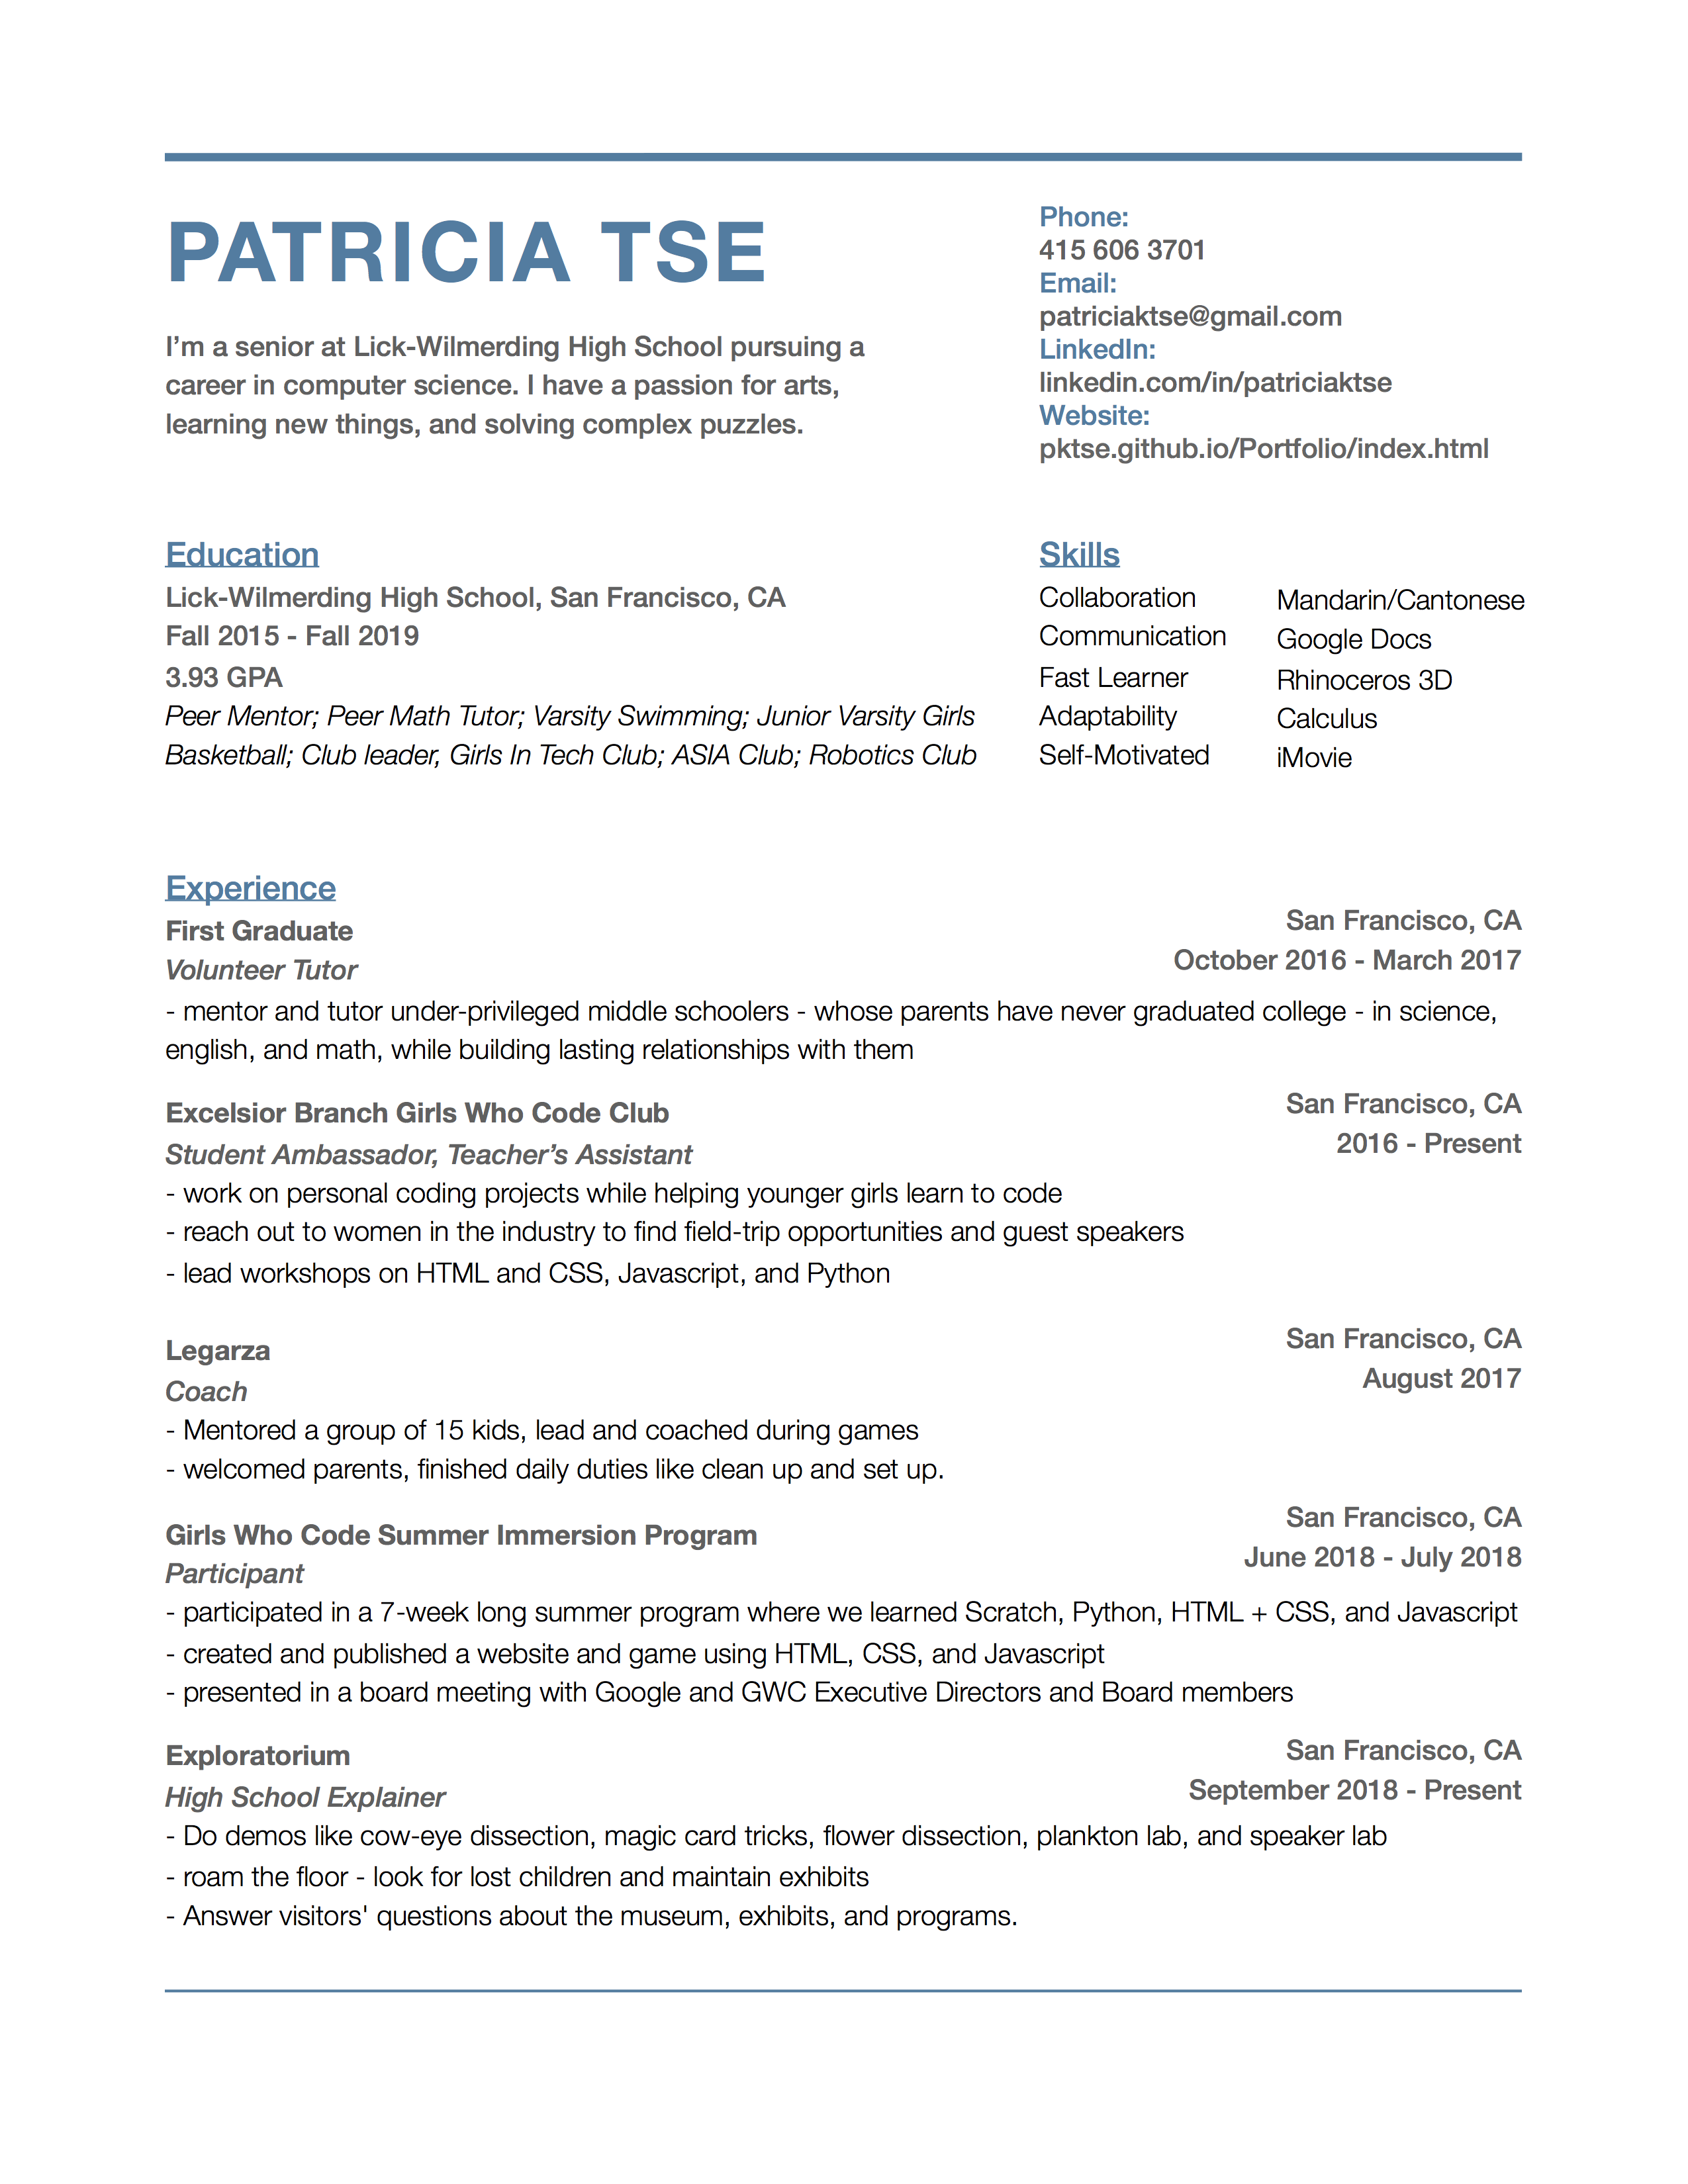 PATRICIA TSE
I’m a senior at Lick-Wilmerding High School pursuing a
career in computer science. I have a passion for arts,
learning new things, and solving complex puzzles.
Phone:
415 606 3701
Email:
patriciaktse@gmail.com
LinkedIn:
linkedin.com/in/patriciaktse
Website:
pktse.github.io/Portfolio/index.html
Education
Lick-Wilmerding High School, San Francisco, CA
Fall 2015 - Fall 2019
3.93 GPA
Peer Mentor; Peer Math Tutor; Varsity Swimming; Junior Varsity Girls
Basketball; Club leader, Girls In Tech Club; ASIA Club; Robotics Club
Skills
Collaboration
Communication
Fast Learner
Adaptability
Self-Motivated
Mandarin/Cantonese
Google Docs
Rhinoceros 3D
Calculus
iMovie
Experience
First Graduate
San Francisco, CA
Volunteer Tutor
October 2016 - March 2017
- mentor and tutor under-privileged middle schoolers - whose parents have never graduated college - in science,
english, and math, while building lasting relationships with them
Excelsior Branch Girls Who Code Club
San Francisco, CA
Student Ambassador, Teacher’s Assistant
2016 - Present
- work on personal coding projects while helping younger girls learn to code
- reach out to women in the industry to find field-trip opportunities and guest speakers
- lead workshops on HTML and CSS, Javascript, and Python
Legarza
San Francisco, CA
Coach
August 2017
- Mentored a group of 15 kids, lead and coached during games
- welcomed parents, finished daily duties like clean up and set up.
Girls Who Code Summer Immersion Program
San Francisco, CA
Participant
June 2018 - July 2018
- participated in a 7-week long summer program where we learned Scratch, Python, HTML + CSS, and Javascript
- created and published a website and game using HTML, CSS, and Javascript
- presented in a board meeting with Google and GWC Executive Directors and Board members
Exploratorium
San Francisco, CA
High School Explainer
September 2018 - Present
- Do demos like cow-eye dissection, magic card tricks, flower dissection, plankton lab, and speaker lab
- roam the floor - look for lost children and maintain exhibits
- Answer visitors' questions about the museum, exhibits, and programs.